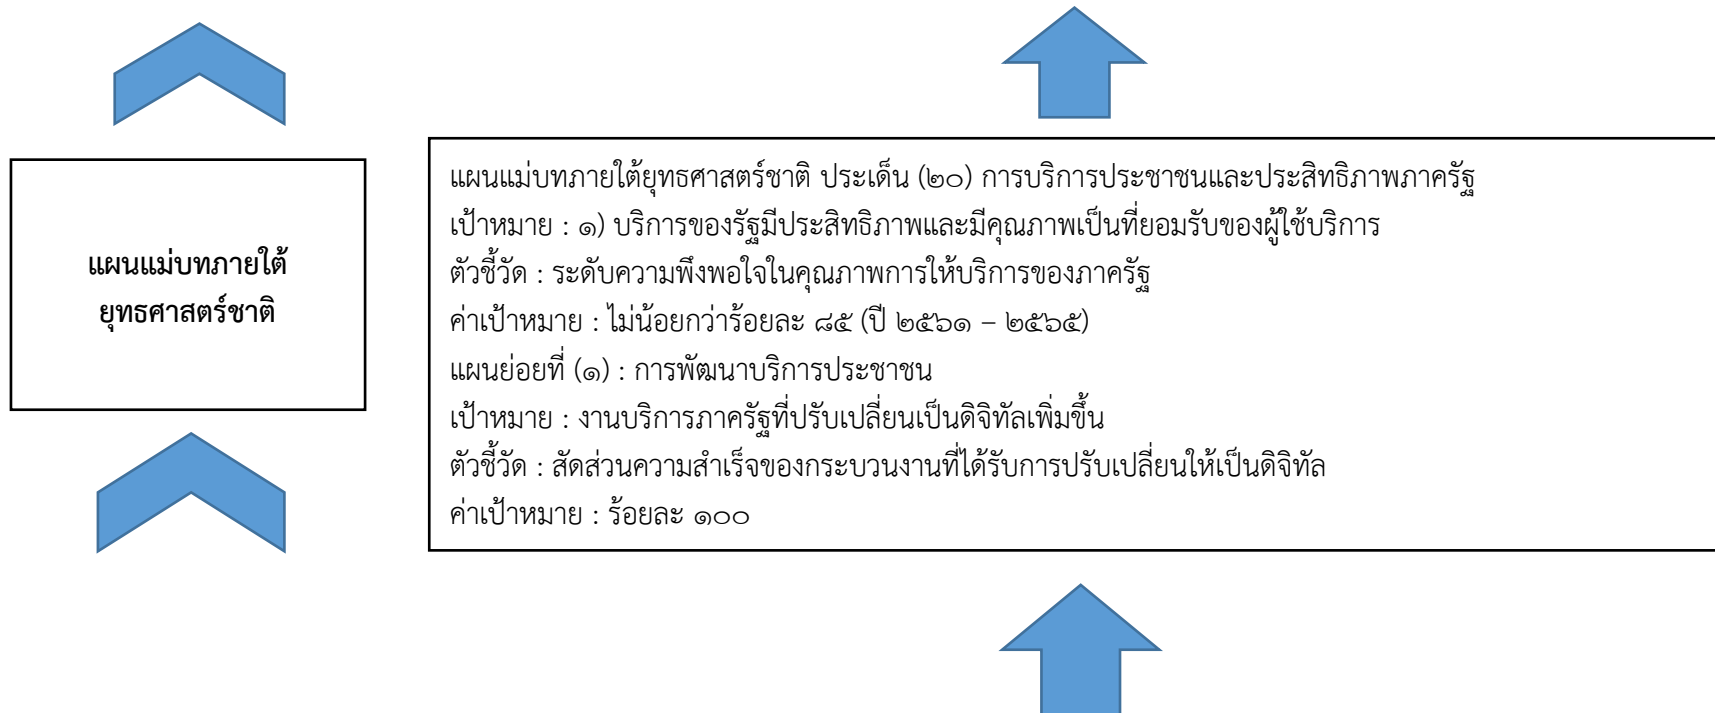 แผนแม่บทภายใต้
ยุทธศาสตร์ชาติ
แผนแม่บทภายใต้ยุทธศาสตร์ชาติ ประเด็น (๒๐) การบริการประชาชนและประสิทธิภาพภาครัฐ
เป้าหมาย : ๑) บริการของรัฐมีประสิทธิภาพและมีคุณภาพเป็นที่ยอมรับของผู้ใช้บริการ
ตัวชี้วัด : ระดับความพึงพอใจในคุณภาพการให้บริการของภาครัฐ
ค่าเป้าหมาย : ไม่น้อยกว่าร้อยละ ๘๕ (ปี ๒๕๖๑ – ๒๕๖๕)
แผนย่อยที่ (๑) : การพัฒนาบริการประชาชน
เป้าหมาย : งานบริการภาครัฐที่ปรับเปลี่ยนเป็นดิจิทัลเพิ่มขึ้น
ตัวชี้วัด : สัดส่วนความสำเร็จของกระบวนงานที่ได้รับการปรับเปลี่ยนให้เป็นดิจิทัล
ค่าเป้าหมาย : ร้อยละ ๑๐๐